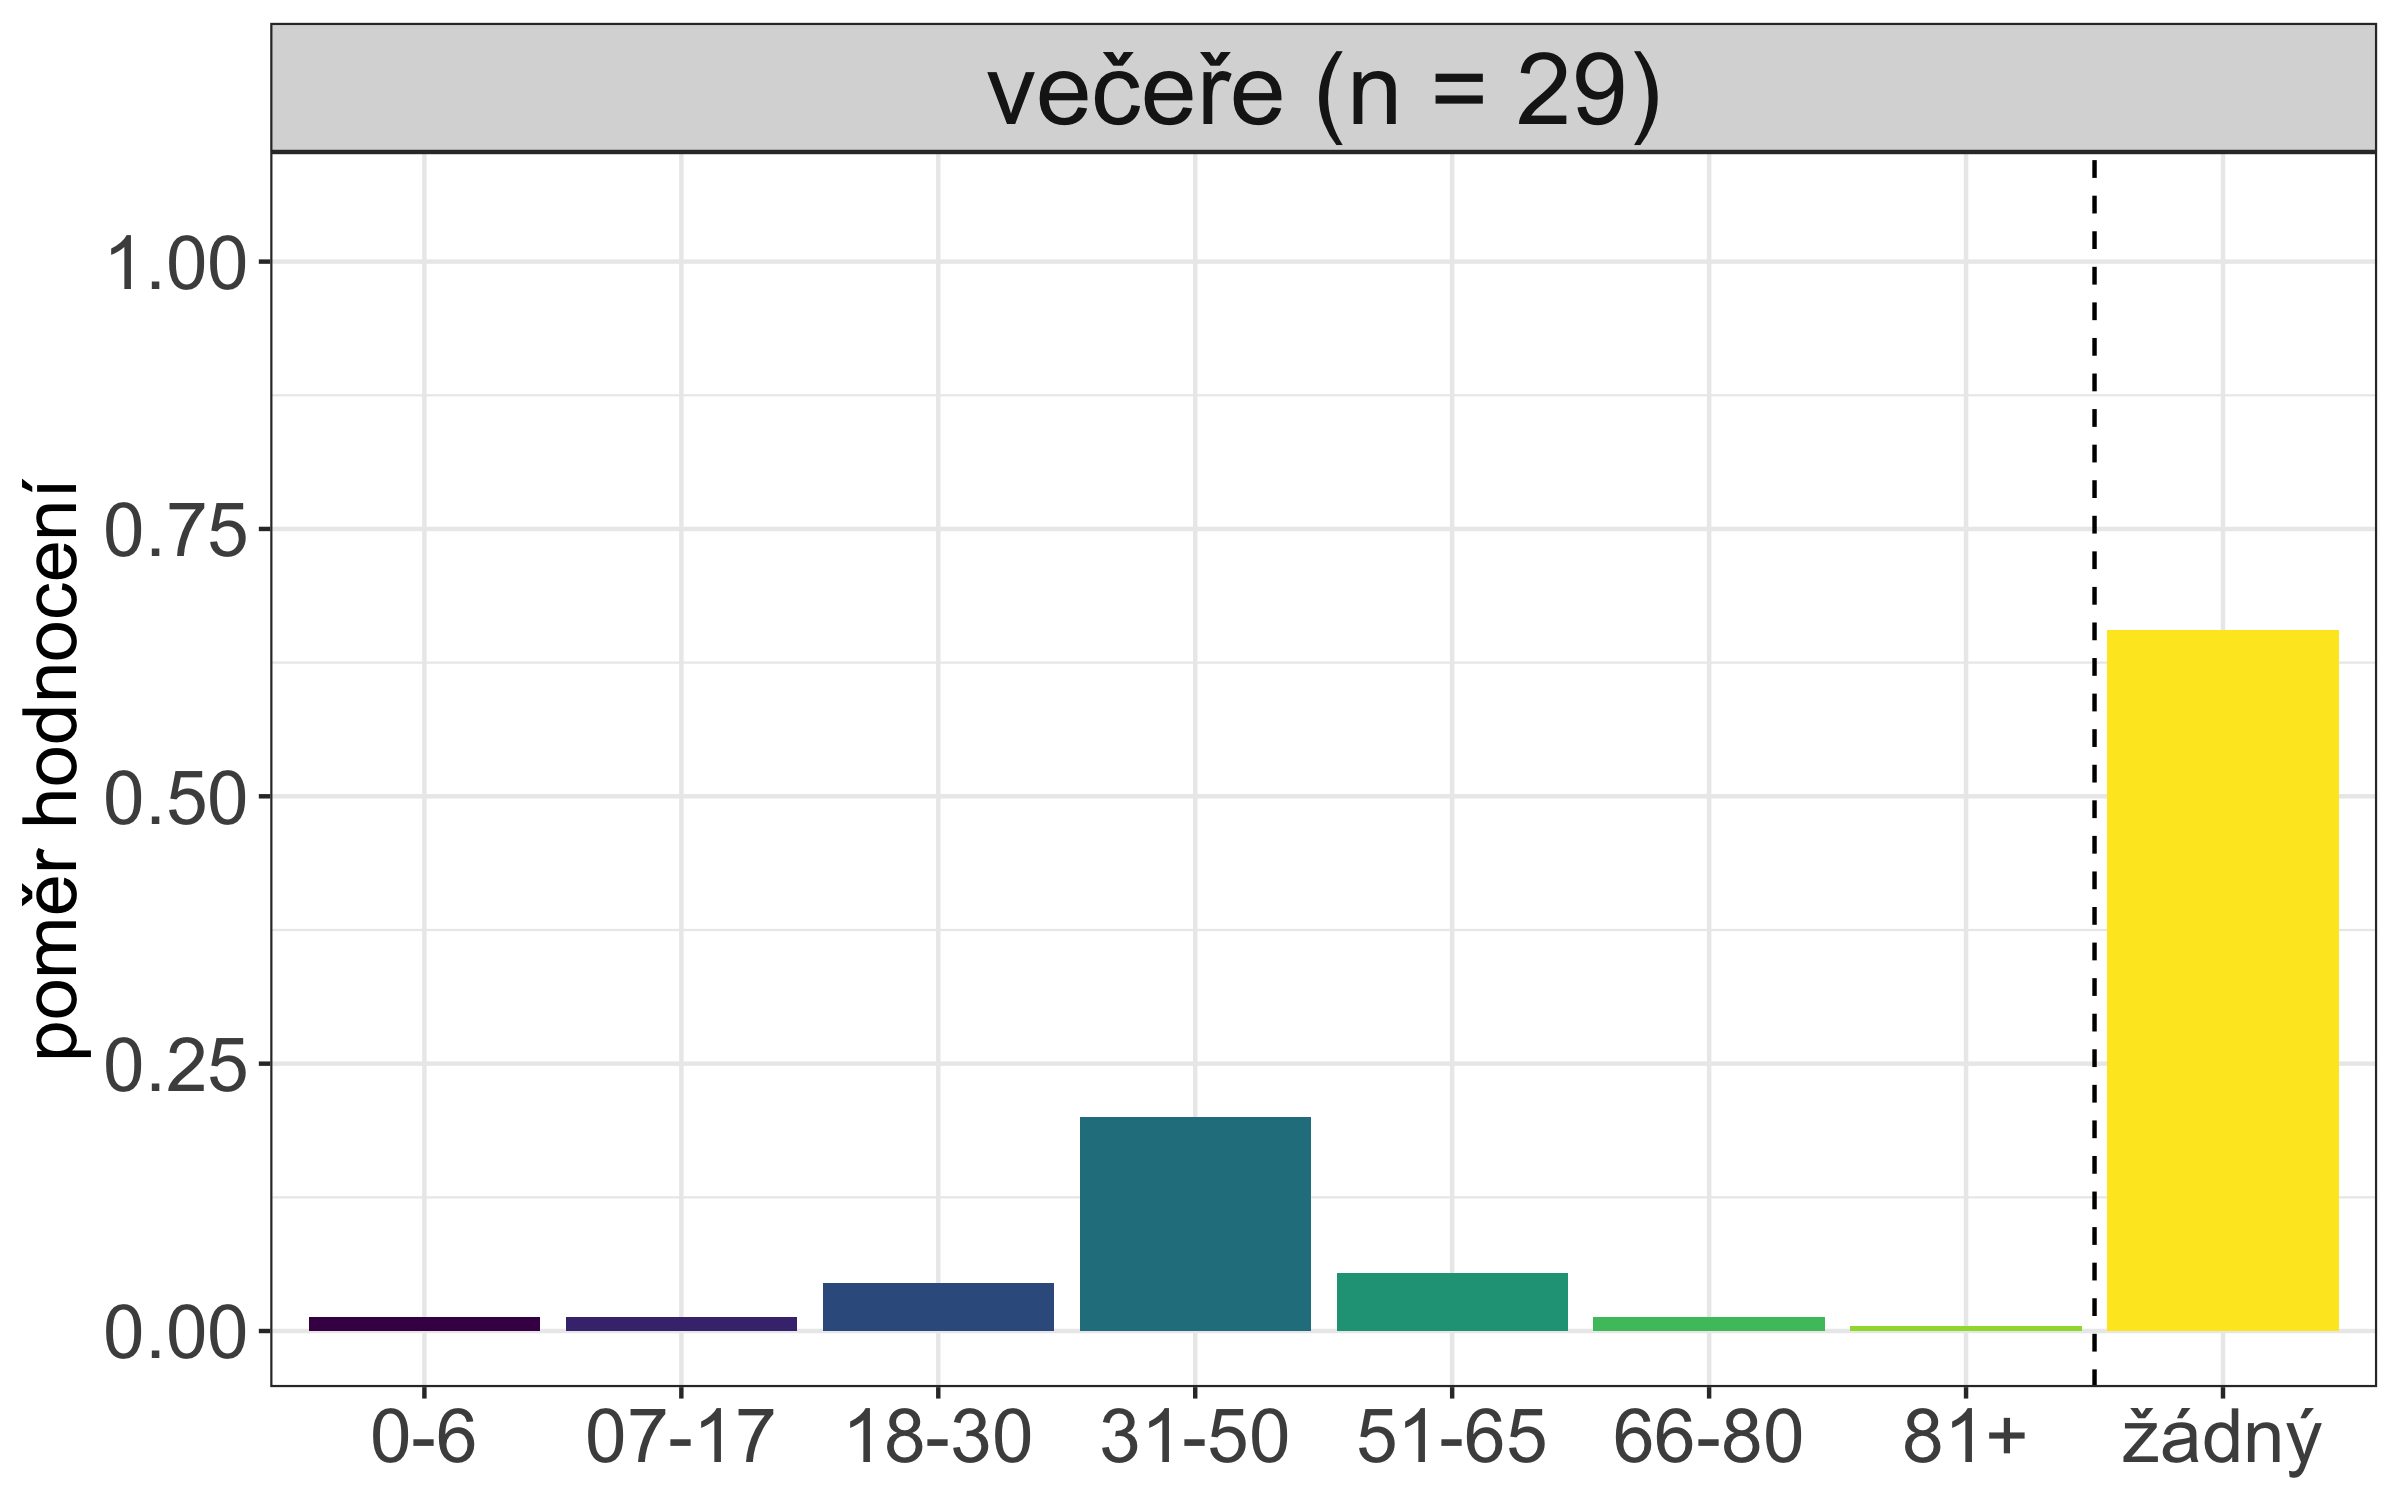 večeře (n = 29)
poměr hodnocení
1.00
0.75
0.50
0.25
0.00
0-6 07-17 18-30 31-50 51-65 66-80 81+ žádný